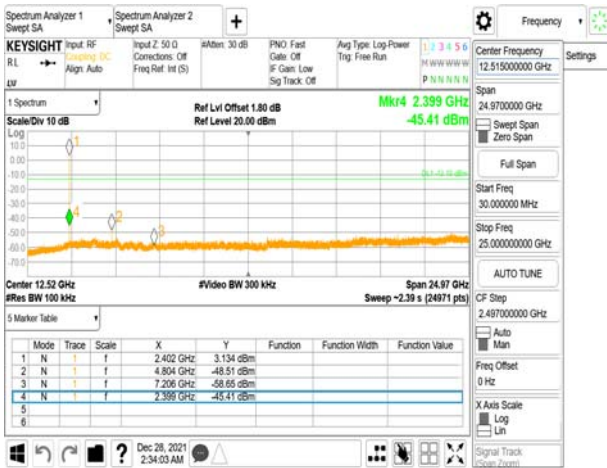 Spectrum Analyzer 1
Swept SA
Spectrum Analyzer 2
Swept SA
+
Frequency
KEYSIGHT
RL
Input: RF
Coupling: DC
Align: Auto
Input Z: 50 Ω
Corrections: Off
Freq Ref: Int (S)
#Atten: 30 dB
PNO: Fast
Gate: Off
IF Gain: Low
Sig Track: Off
Avg Type: Log-Power
Trig: Free Run
1 2 3 4 5 6
M W W W W W
P N N N N N
1 Spectrum
Scale/Div 10 dB
Ref Lvl Offset 1.80 dB
Ref Level 20.00 dBm
Mkr4 2.399 GHz
-45.41 dBm
Log
10.0
0.00
-10.0
-20.0
-30.0
-40.0
-50.0
-60.0
-70.0
1
2
3
4
Center 12.52 GHz
#Res BW 100 kHz
#Video BW 300 kHz
Span 24.97 GHz
Sweep ~2.39 s (24971 pts)
5 Marker Table
Mode Trace Scale X Y Function Function Width Function Value
1 N 1 f 2.402 GHz 3.134 dBm
2 N 1 f 4.804 GHz -48.51 dBm
3 N 1 f 7.206 GHz -58.65 dBm
4 N 1 f 2.399 GHz -45.41 dBm
5
6
?
Dec 28, 2021
2:34:03 AM
Center Frequency
12.515000000 GHz
Settings
Span
24.9700000 GHz
Swept Span
Zero Span
Full Span
Start Freq
30.000000 MHz
Stop Freq
25.000000000 GHz
AUTO TUNE
CF Step
2.497000000 GHz
Auto
Man
Freq Offset
0 Hz
X Axis Scale
Log
Lin
Signal Track
(Span Zoom)